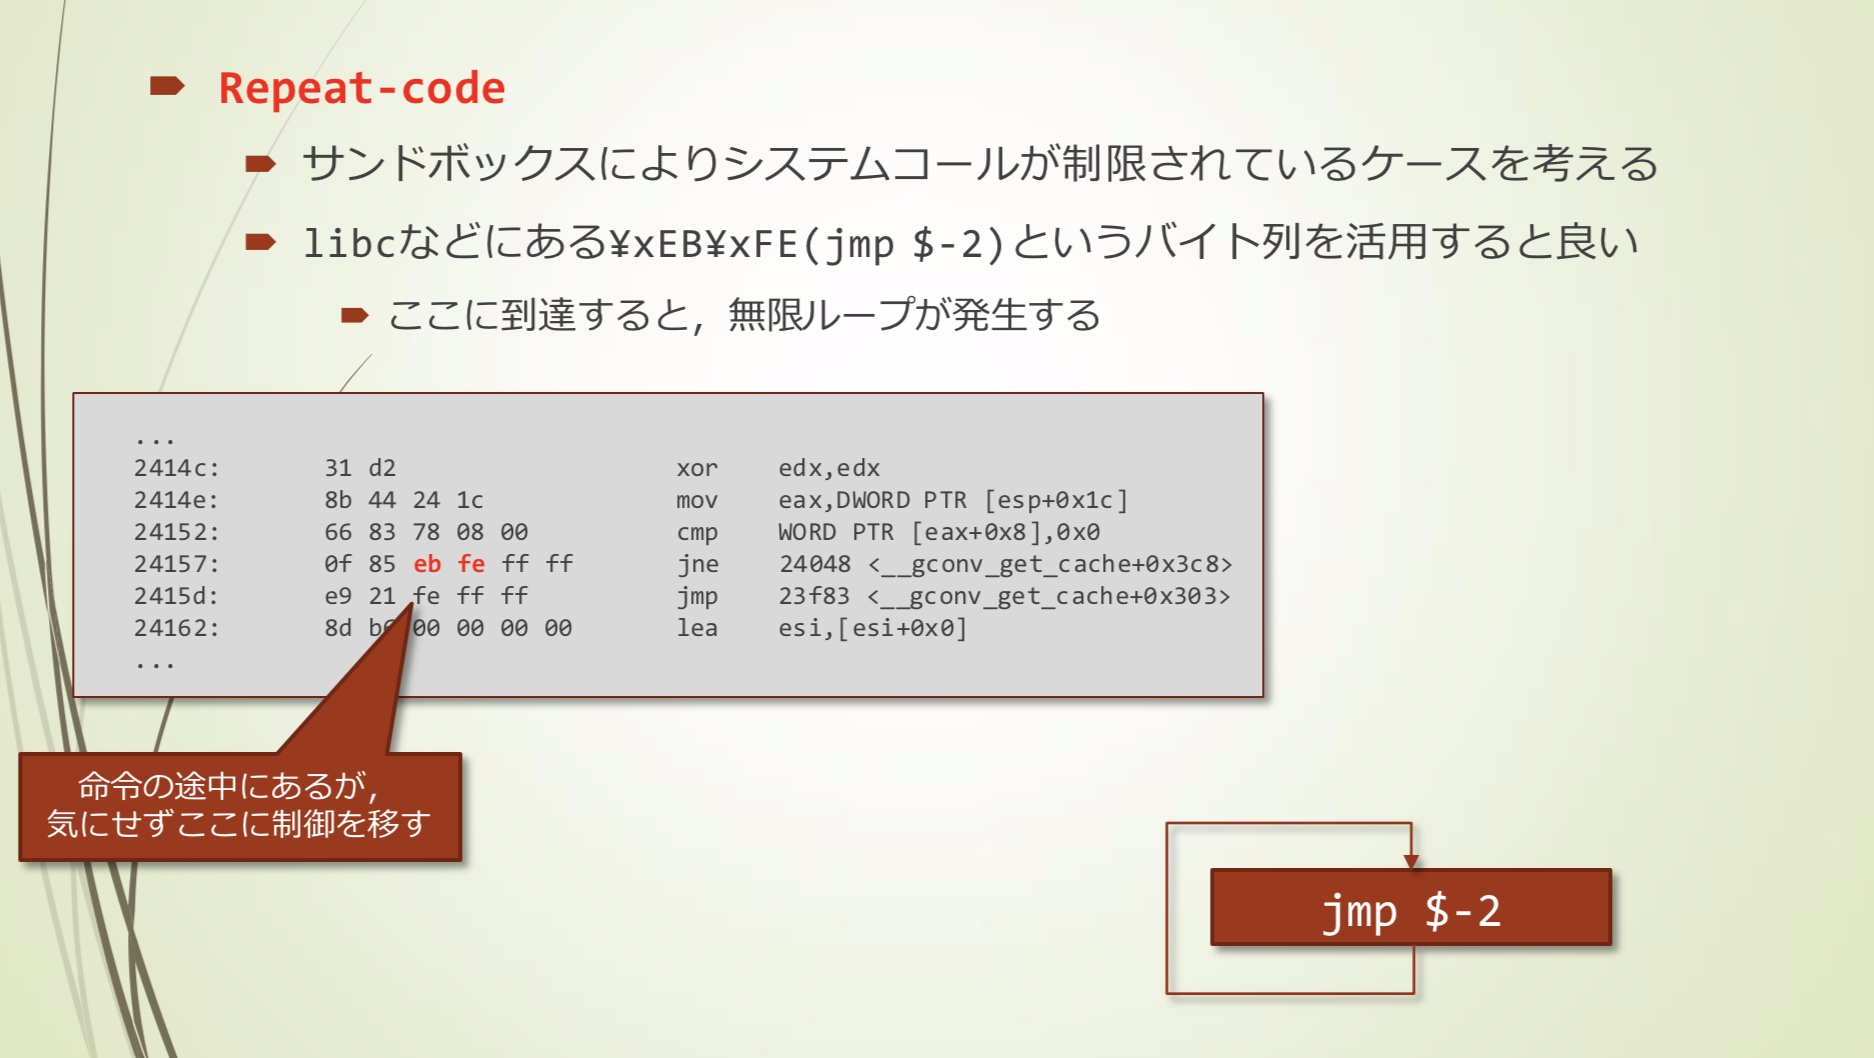 Repeat-code
サンドボックスによりシステムコールが制限されているケースを考える
libcなどにある¥xEB¥xFE(jmp $-2)というバイト列を活用すると良い
ここに到達すると，無限ループが発生する
...
2414c: 31 d2 xor edx,edx
2414e: 8b 44 24 1c mov eax,DWORD PTR [esp+0x1c]
24152: 66 83 78 08 00 cmp WORD PTR [eax+0x8],0x0
24157: 0f 85 eb fe ff ff jne 24048 <__gconv_get_cache+0x3c8>
2415d: e9 21 fe ff ff jmp 23f83 <__gconv_get_cache+0x303>
24162: 8d b6 00 00 00 00 lea esi,[esi+0x0]
...
命令の途中にあるが，
気にせずここに制御を移す
jmp $-2